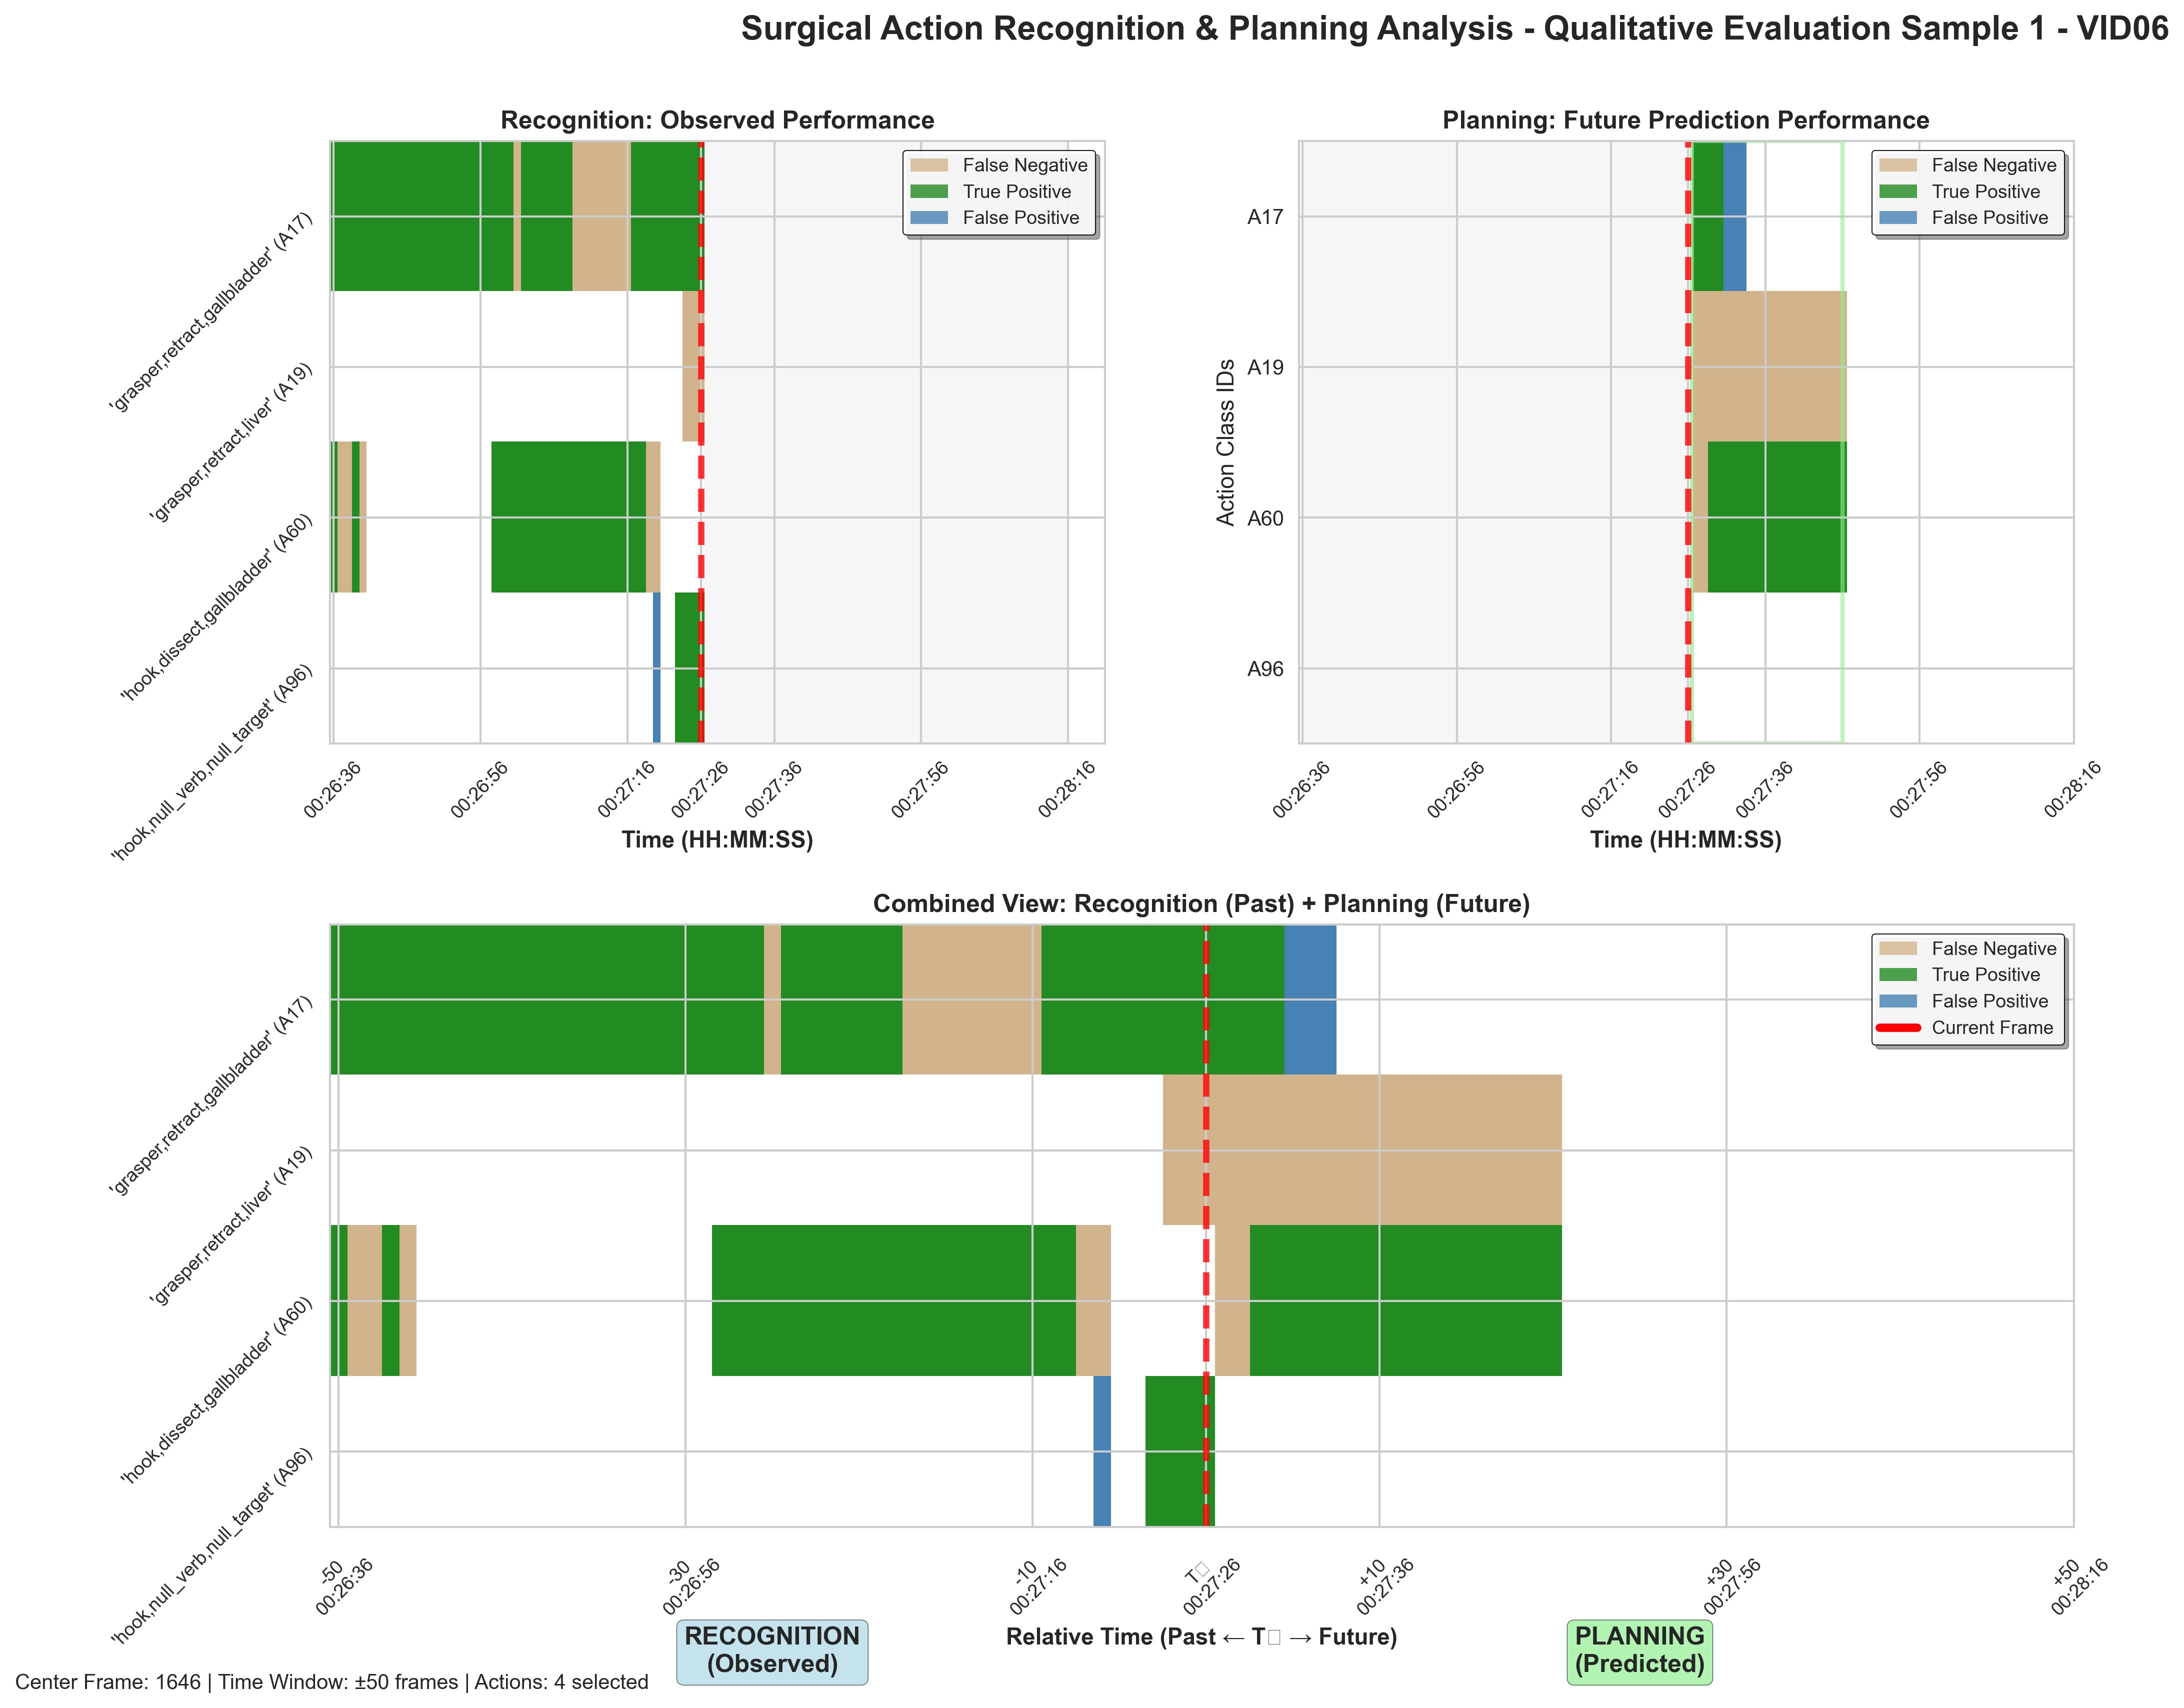 Surgical Action Recognition & Planning Analysis - Qualitative Evaluation Sample 1 - VID06
Recognition: Observed Performance
False Negative
True Positive
False Positive
'grasper,retract,gallbladder' (A17)
'grasper,retract,liver' (A19)
'hook,dissect,gallbladder' (A60)
'hook,null_verb,null_target' (A96)
00:26:36
00:26:56
00:27:16
00:27:26
00:27:36
00:27:56
00:28:16
Time (HH:MM:SS)
Planning: Future Prediction Performance
False Negative
True Positive
False Positive
Action Class IDs
A17
A19
A60
A96
00:26:36
00:26:56
00:27:16
00:27:26
00:27:36
00:27:56
00:28:16
Time (HH:MM:SS)
Combined View: Recognition (Past) + Planning (Future)
False Negative
True Positive
False Positive
Current Frame
'grasper,retract,gallbladder' (A17)
'grasper,retract,liver' (A19)
'hook,dissect,gallbladder' (A60)
'hook,null_verb,null_target' (A96)
-50
00:26:36
-30
00:26:56
-10
00:27:16
T□
00:27:26
+10
00:27:36
+30
00:27:56
+50
00:28:16
Relative Time (Past ← T□ → Future)
RECOGNITION
(Observed)
PLANNING
(Predicted)
Center Frame: 1646 | Time Window: ±50 frames | Actions: 4 selected